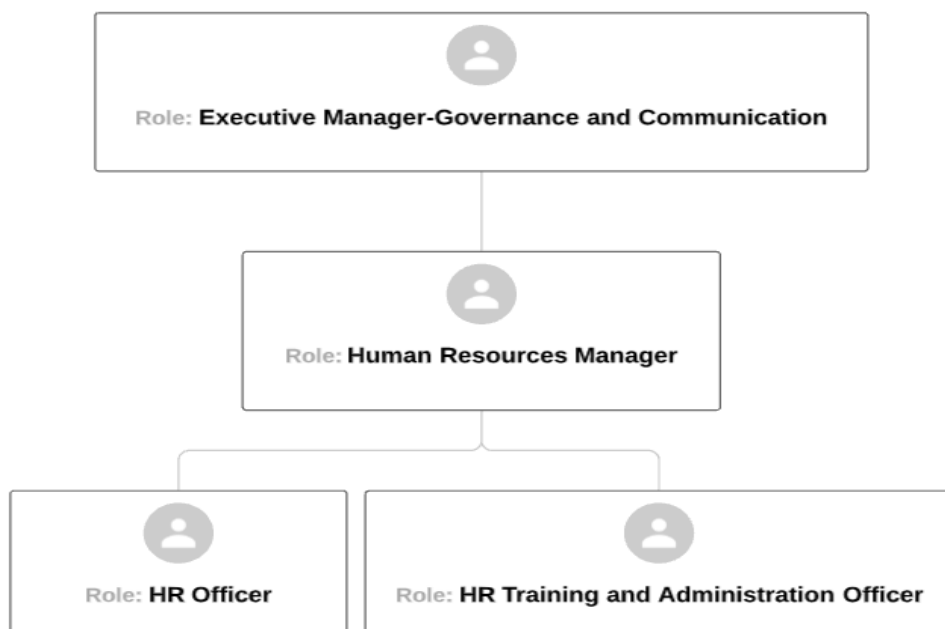 Role: Executive Manager-Governance and Communication
Role: Human Resources Manager
Role: HR Officer
Role: HR Training and Administration Officer